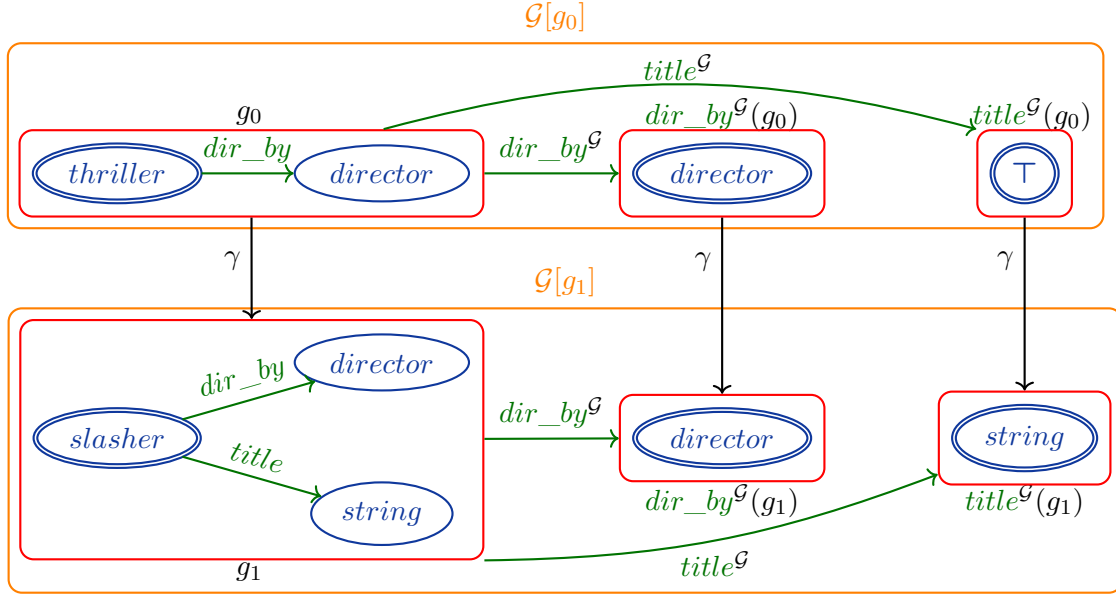 𝒢[g₀]
title^𝒢
g₀ dir_by^𝒢(g₀) title^𝒢(g₀)
thriller dir_by director dir_by^𝒢 director ⊤
γ γ γ
𝒢[g₁]
dir_by director
slasher dir_by^𝒢 director string
title
string dir_by^𝒢(g₁) title^𝒢(g₁)
g₁ title^𝒢